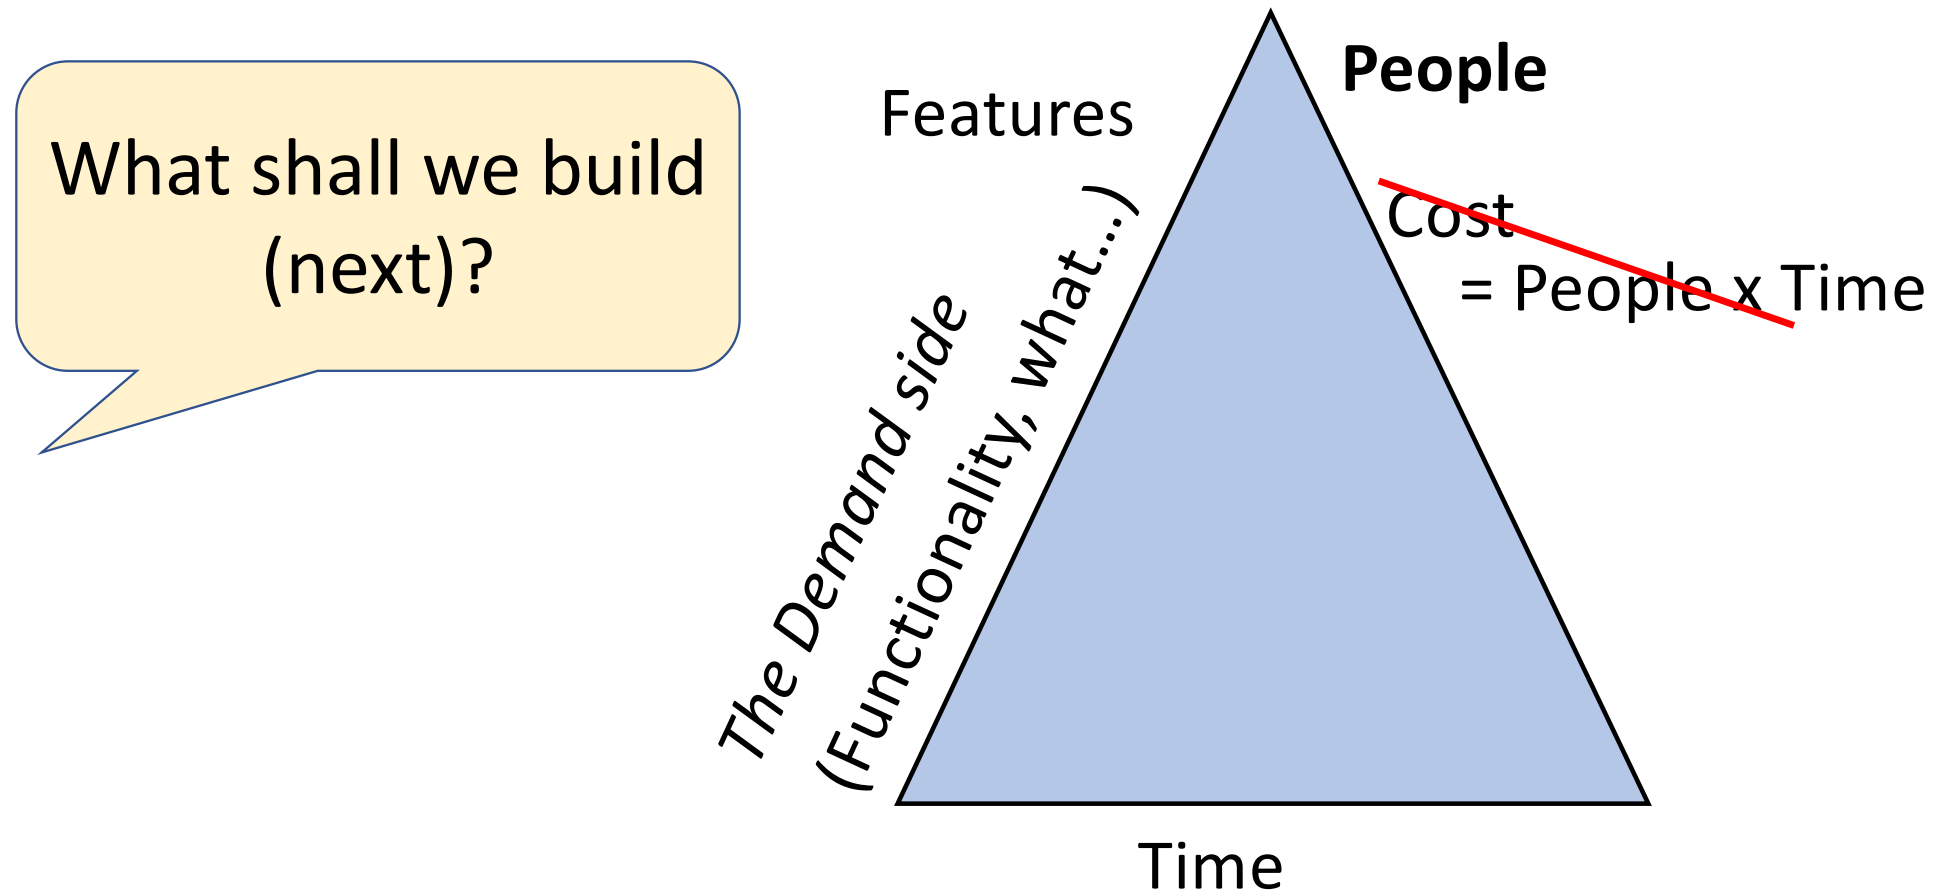 What shall we build
(next)?
Features
The Demand side
(Functionality, what...)
People
Cost
= People x Time
Time